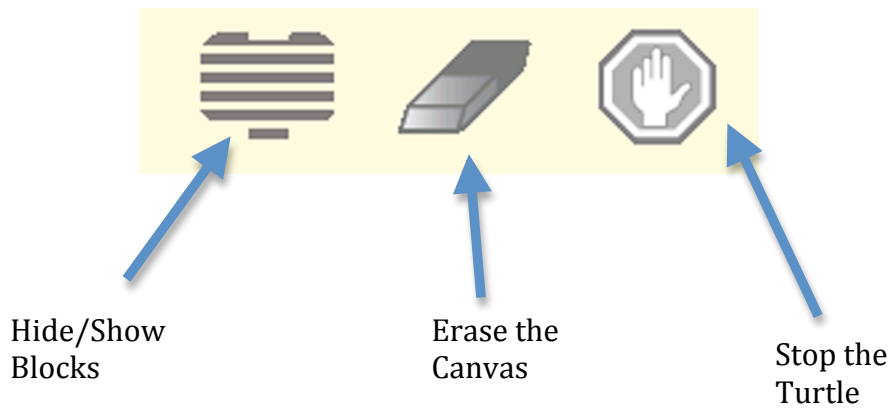 Hide/Show
Blocks
Erase the
Canvas
Stop the
Turtle